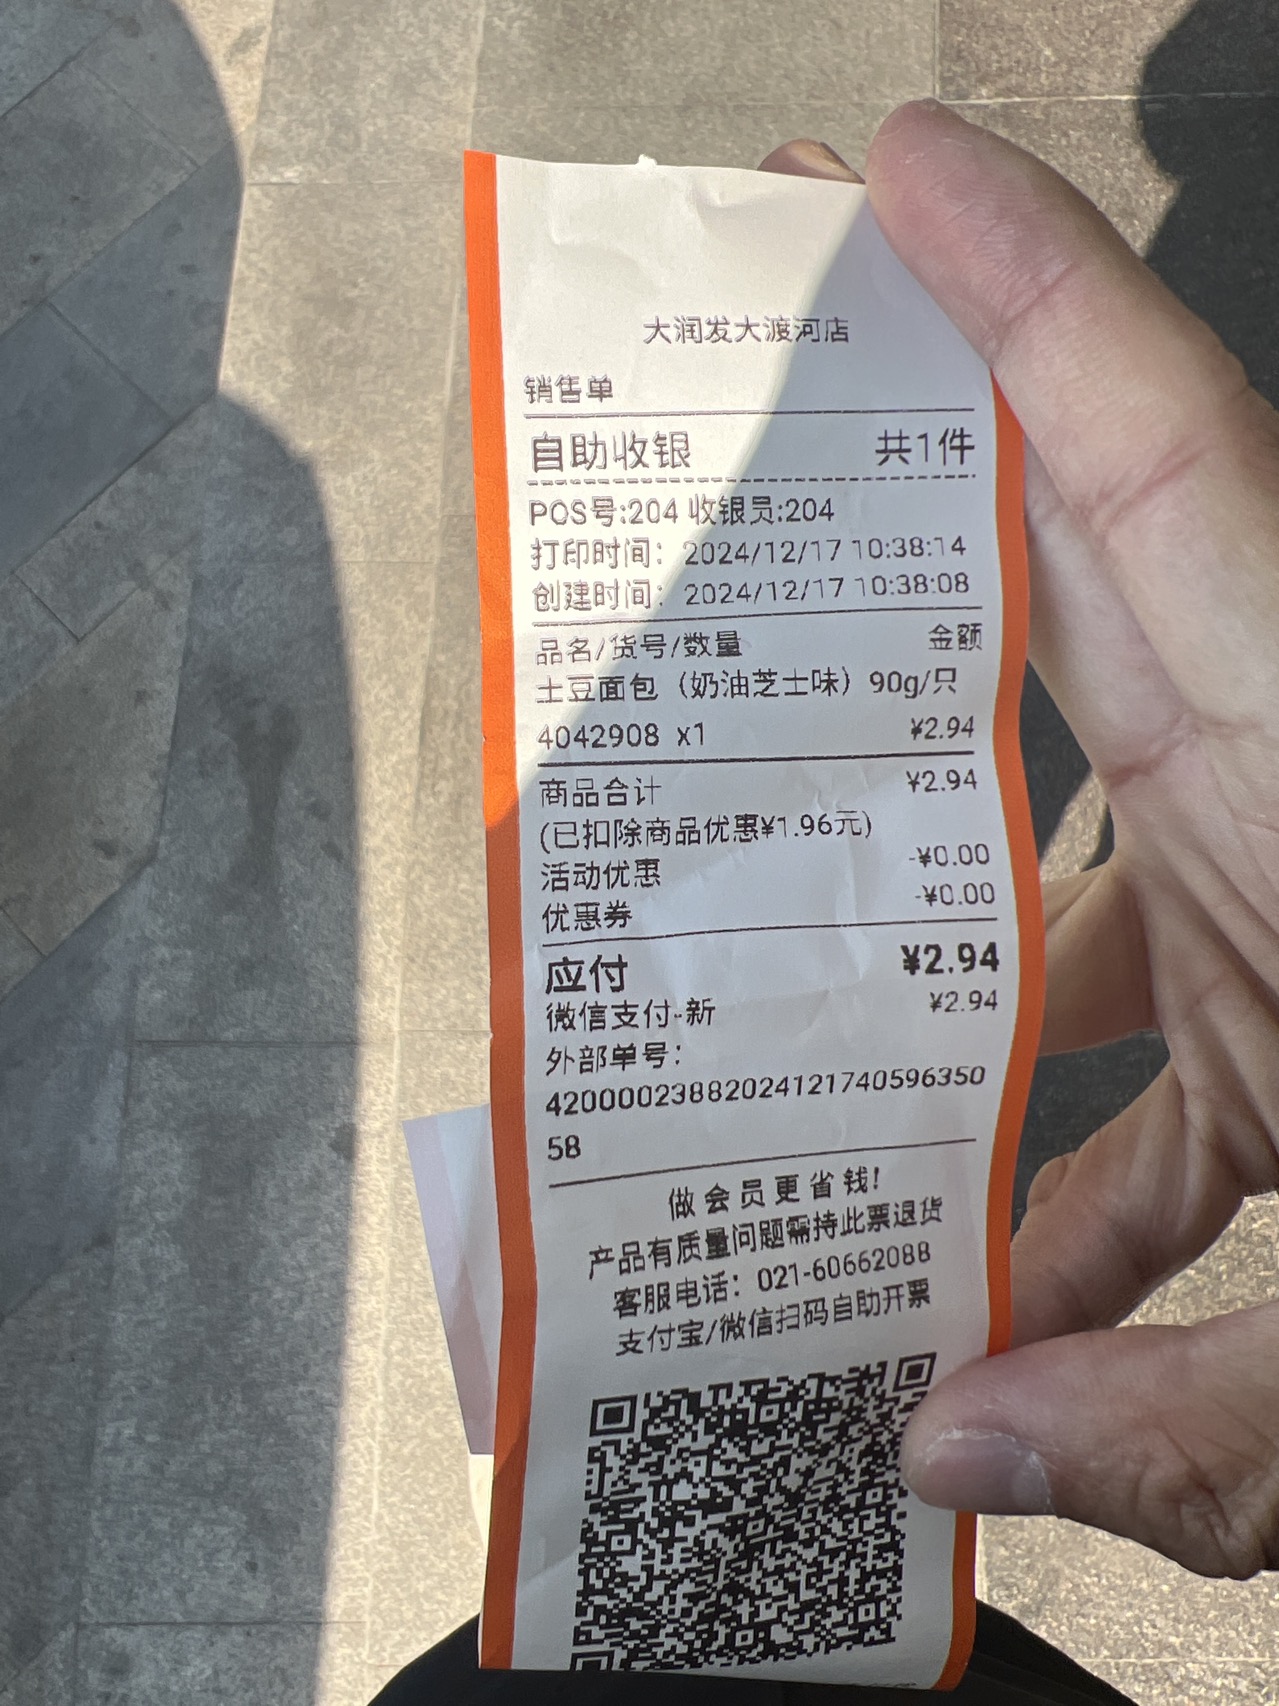 大润发大渡河店
销售单
自助收银 共1件
POS号:204 收银员:204
打印时间：2024/12/17 10:38:14
创建时间：2024/12/17 10:38:08
品名/货号/数量 金额
土豆面包（奶油芝士味）90g/只
4042908 x1 ¥2.94
商品合计 ¥2.94
(已扣除商品优惠¥1.96元)
活动优惠 -¥0.00
优惠券 -¥0.00
应付 ¥2.94
微信支付-新 ¥2.94
外部单号：
42000023882024121740596350
58
做会员更省钱!
产品有质量问题需持此票退货
客服电话：021-60662088
支付宝/微信扫码自助开票